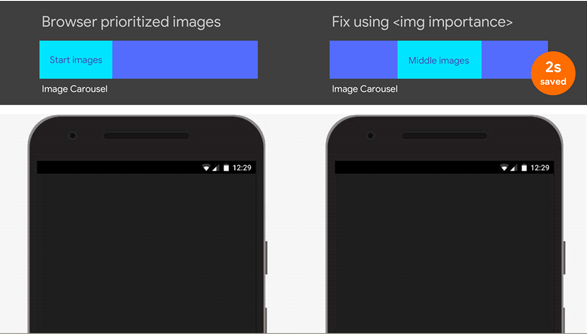 Browser prioritized images
Start images
Image Carousel
Fix using <img importance>
Middle images
2s
saved
Image Carousel
12:29
12:29